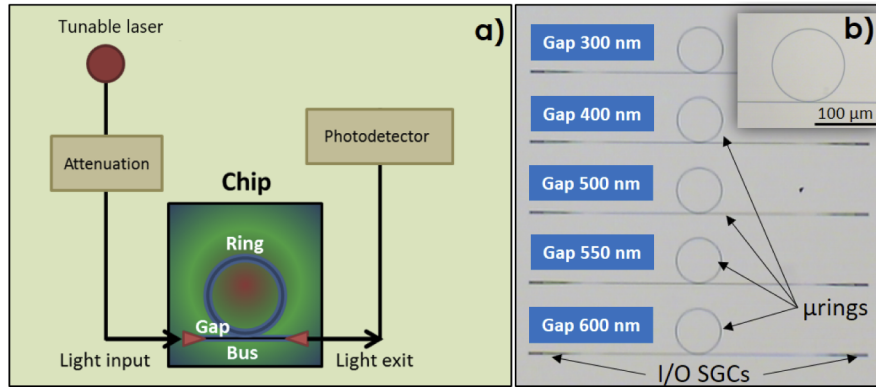 a)
Tunable laser
Attenuation
Photodetector
Chip
Ring
Gap
Bus
Light input
Light exit
b)
Gap 300 nm
100 µm
Gap 400 nm
Gap 500 nm
Gap 550 nm
Gap 600 nm
µrings
I/O SGCs